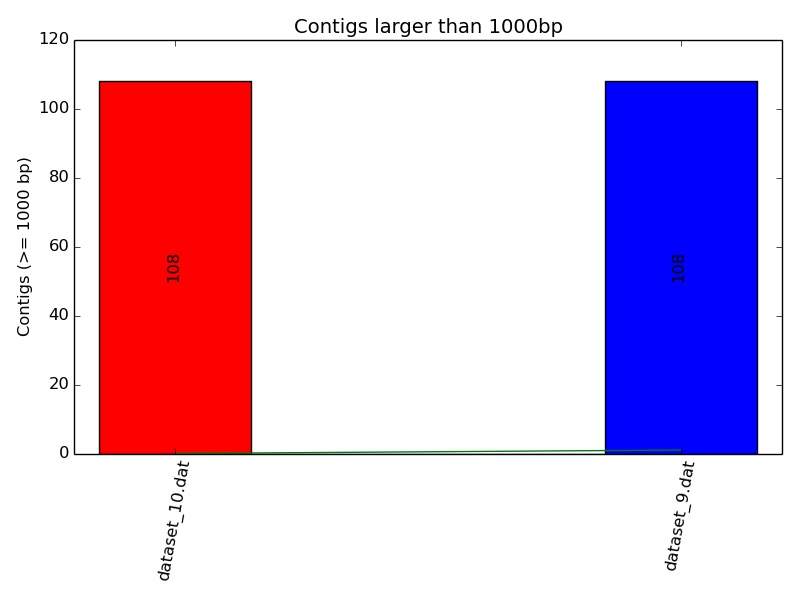 Contigs larger than 1000bp
120
100
80
60
40
20
0
Contigs (>= 1000 bp)
108
108
dataset_10.dat
dataset_9.dat